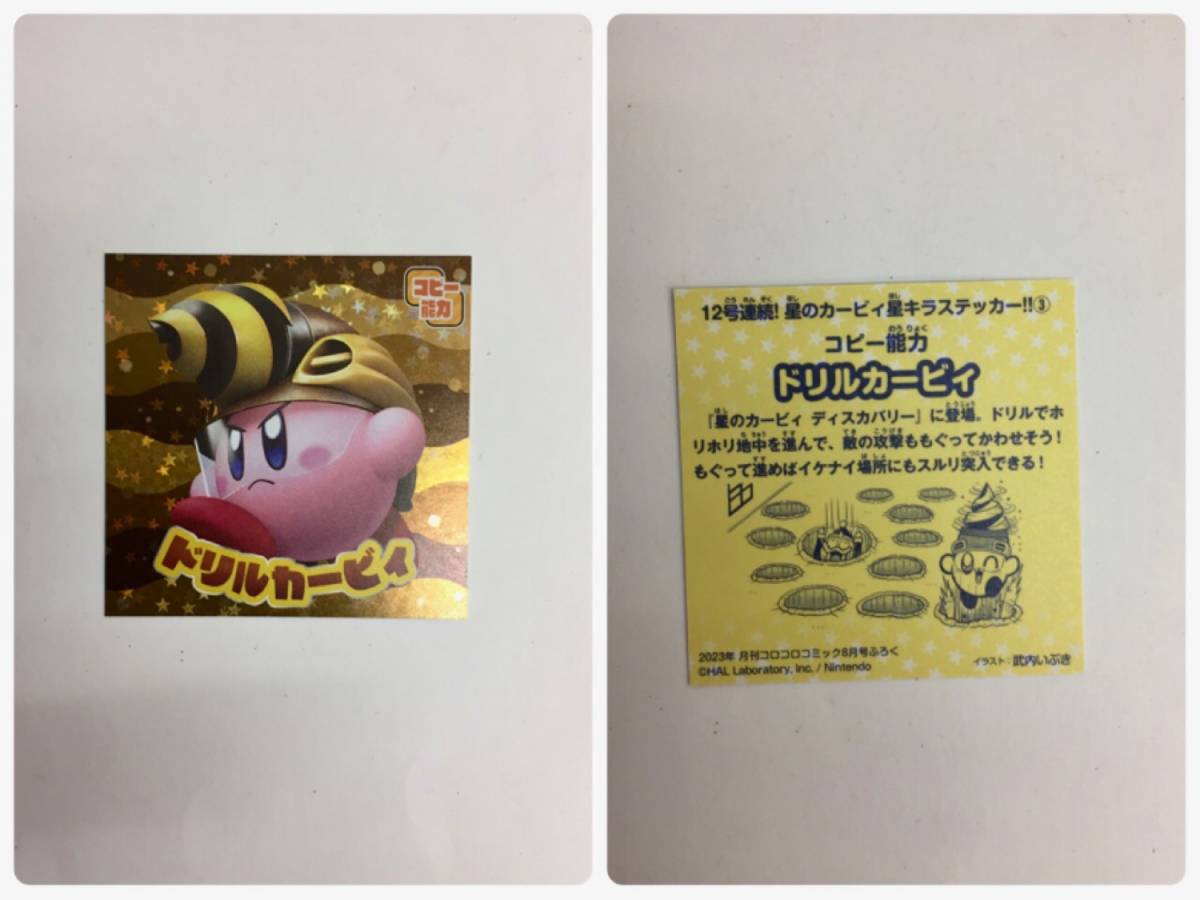 コピー
能力
ドリルカービィ
12号連続! 星のカービィ星キラステッカー!!③
コピー能力
ドリルカービィ
『星のカービィ ディスカバリー』に登場。ドリルでホ
リホリ地中を進んで、敵の攻撃ももぐってかわせそう!
もぐって進めばイケナイ場所にもスルリ突入できる!
2023年 月刊コロコロコミック8月号ふろく
©HAL Laboratory, Inc. / Nintendo
イラスト：武内いぶき